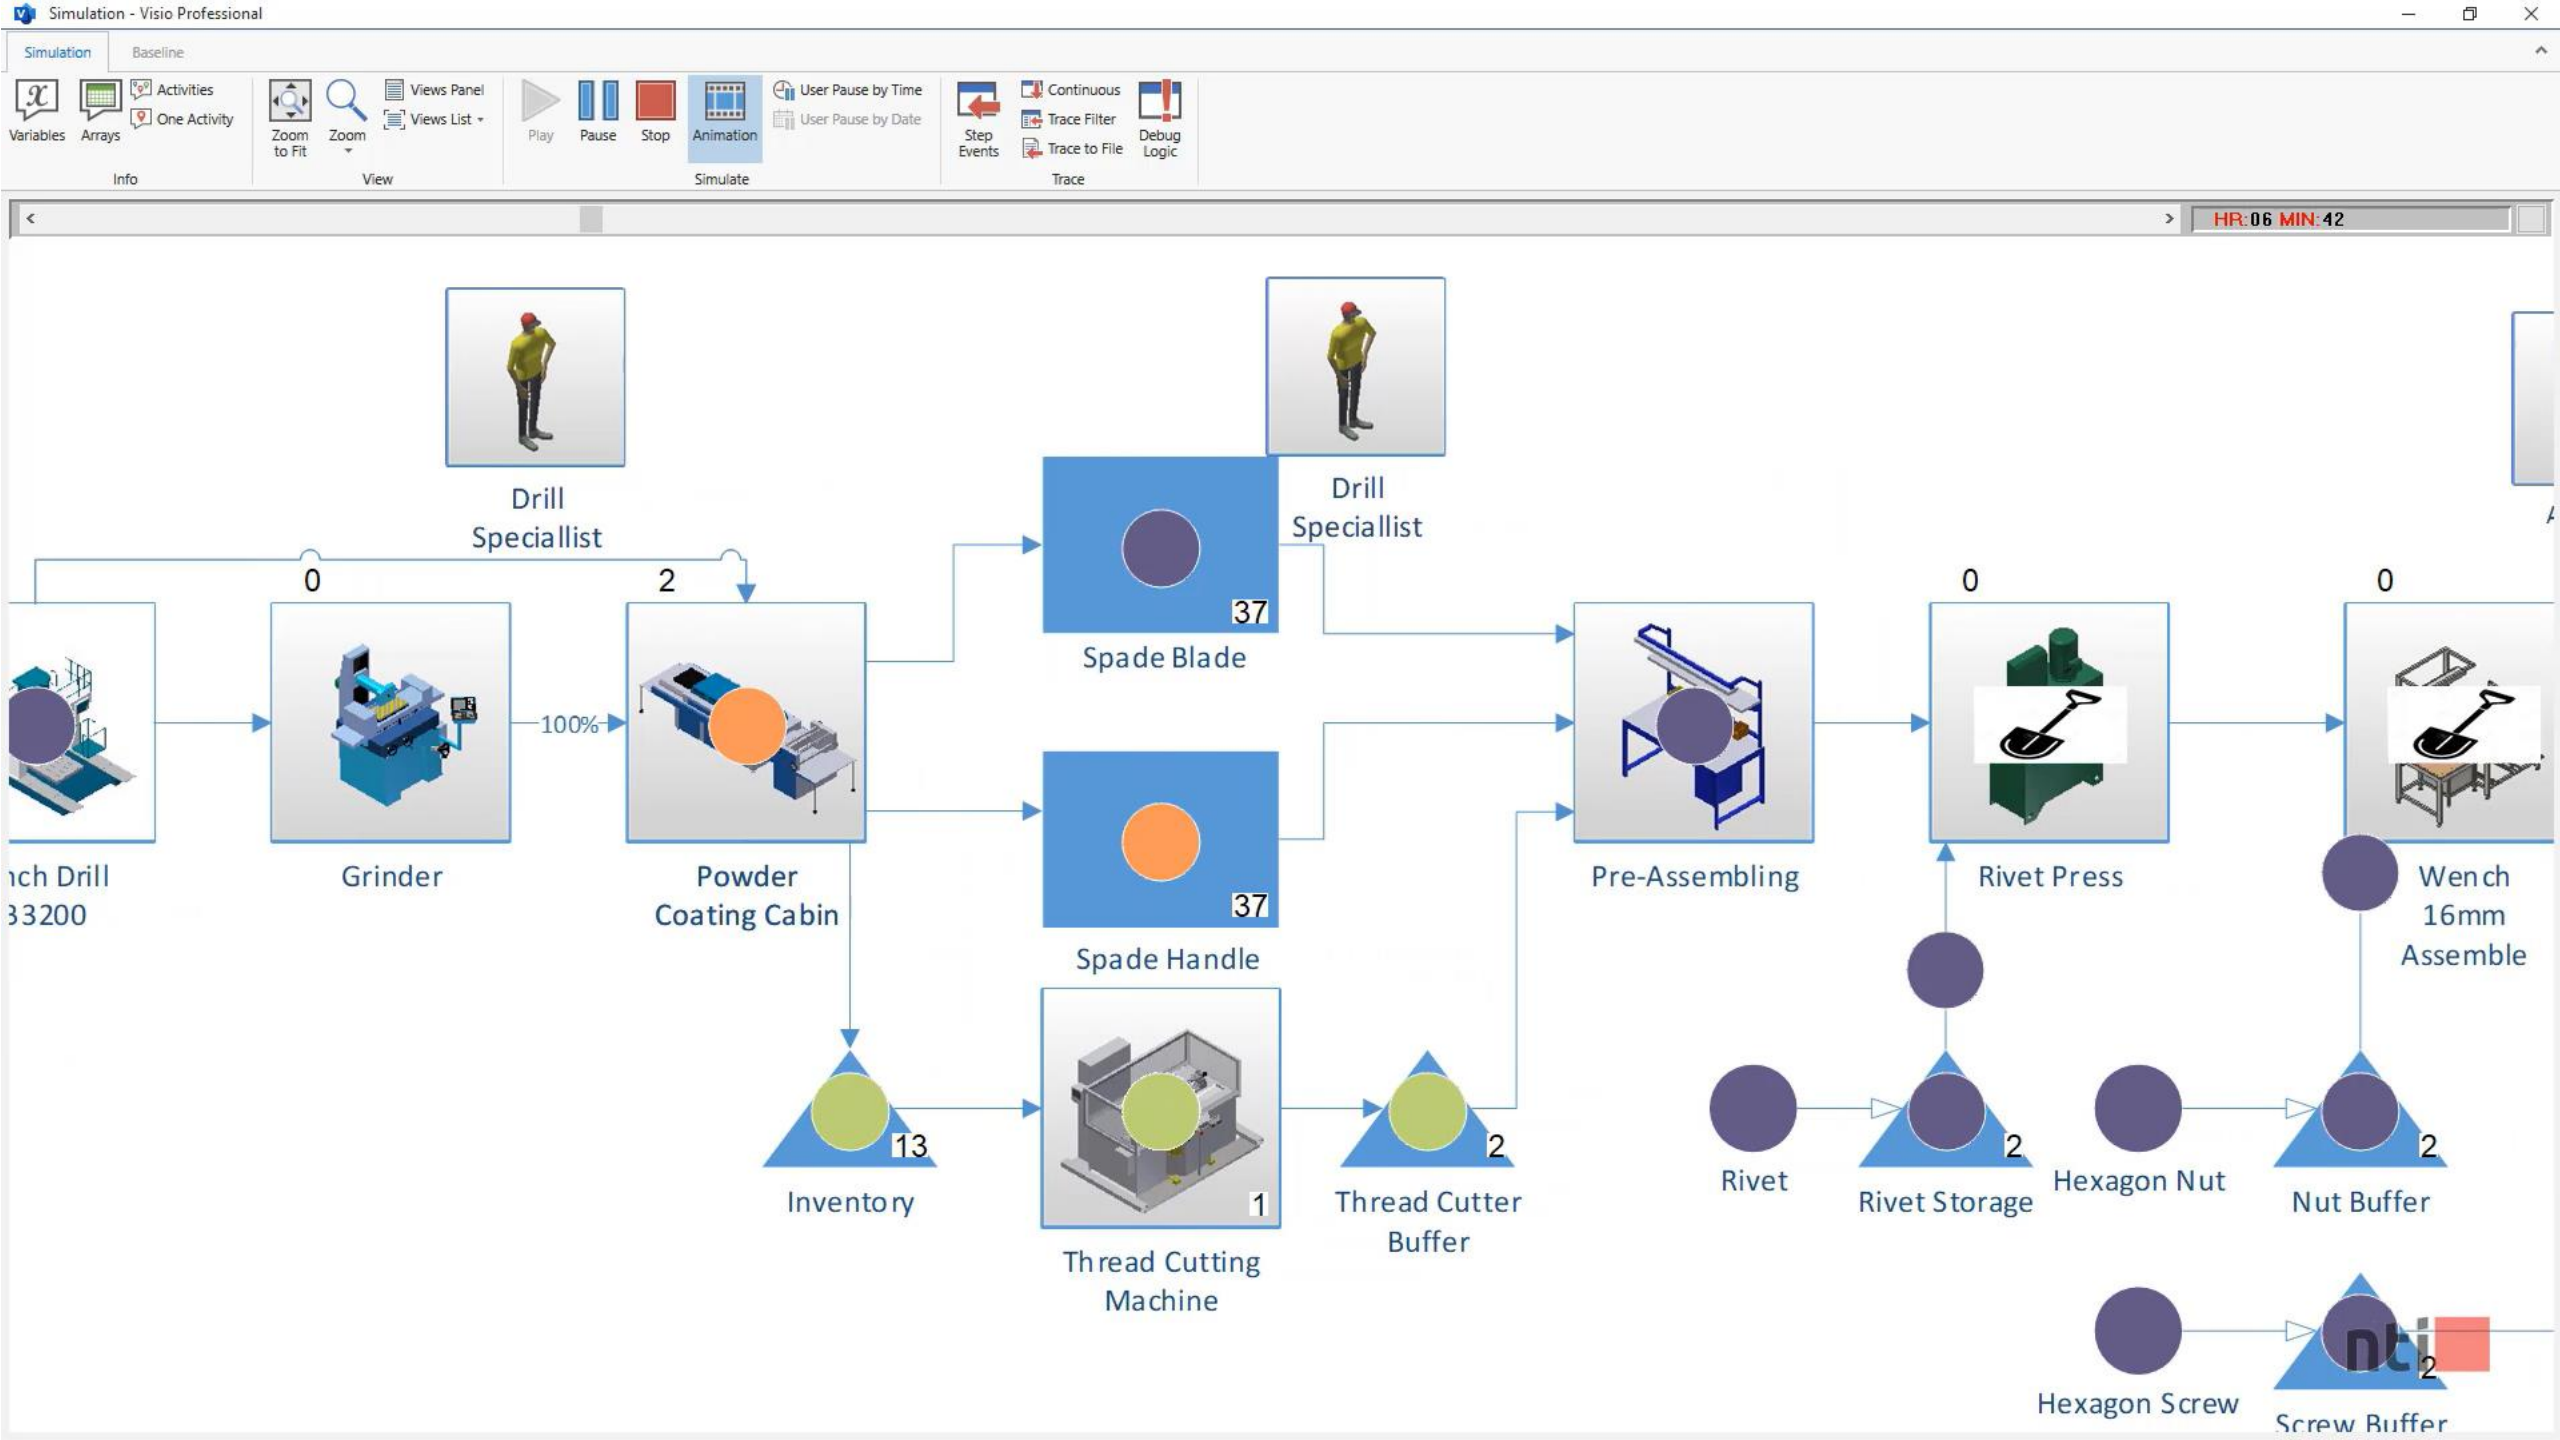 Simulation - Visio Professional
Simulation
Baseline
Variables
Arrays
Activities
One Activity
Info
Zoom
to Fit
Zoom
Views Panel
Views List
View
Play
Pause
Stop
Animation
User Pause by Time
User Pause by Date
Simulate
Step
Events
Continuous
Trace Filter
Trace to File
Debug
Logic
Trace
HR:06 MIN:42
Drill
Speciallist
Drill
Speciallist
0
2
0
0
37
Spade Blade
100%
nch Drill
33200
Grinder
Powder
Coating Cabin
37
Spade Handle
Pre-Assembling
Rivet Press
Wench
16mm
Assemble
13
Inventory
1
Thread Cutting
Machine
2
Thread Cutter
Buffer
Rivet
2
Rivet Storage
Hexagon Nut
2
Nut Buffer
Hexagon Screw
nti
2
Screw Buffer